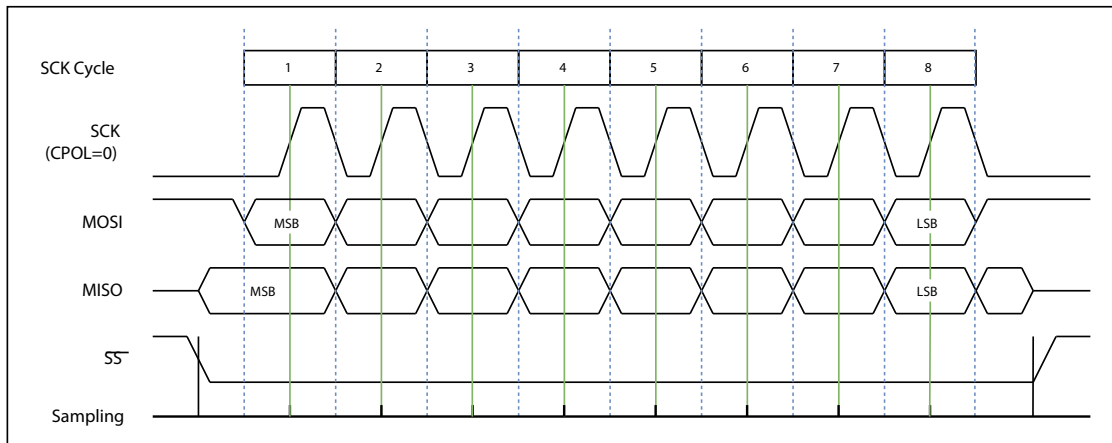 SCK Cycle 1 2 3 4 5 6 7 8
SCK
(CPOL=0)
MOSI MSB LSB
MISO MSB LSB
SS
Sampling